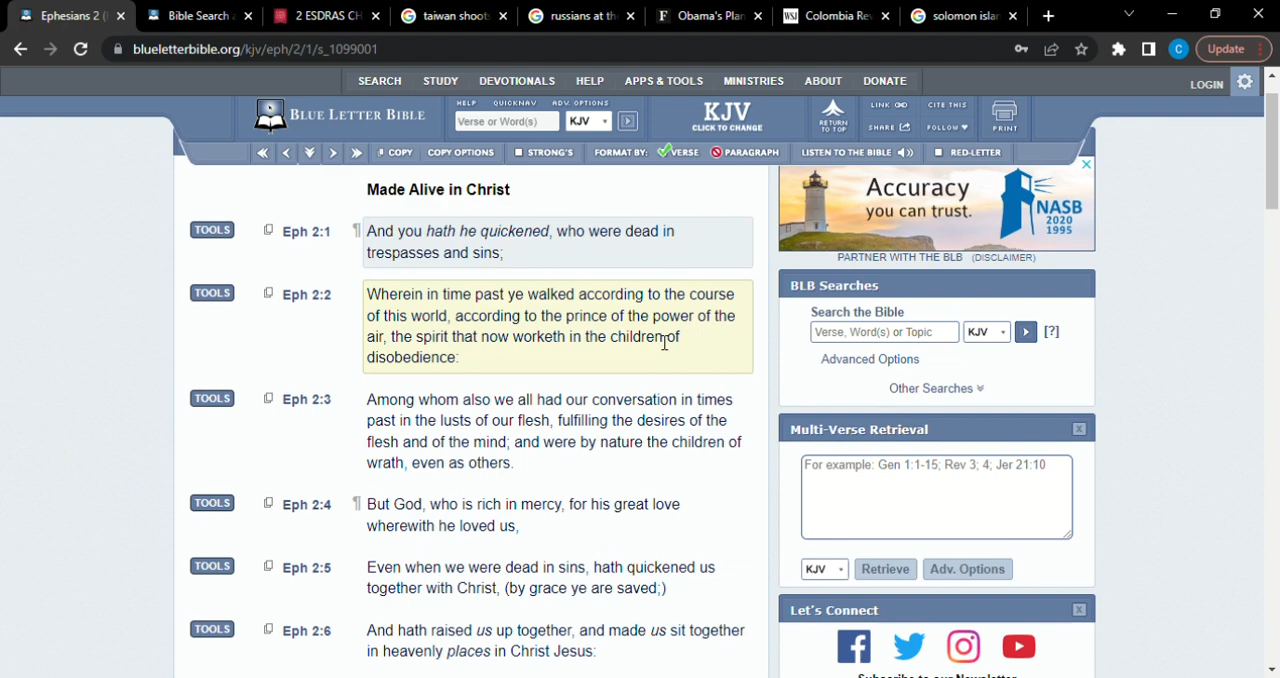 Ephesians 2 (
Bible Search a
2 ESDRAS CH
taiwan shoots
russians at the
Obama's Plan
WSJ Colombia Rev
solomon islan
blueletterbible.org/kjv/eph/2/1/s_1099001
C
Update
SEARCH STUDY DEVOTIONALS HELP APPS & TOOLS MINISTRIES ABOUT DONATE
LOGIN
BLUE LETTER BIBLE
HELP QUICKNAV ADV. OPTIONS
Verse or Word(s) KJV
KJV
CLICK TO CHANGE
RETURN
TO TOP
LINK
CITE THIS
SHARE
FOLLOW
PRINT
COPY COPY OPTIONS STRONG'S FORMAT BY: VERSE PARAGRAPH LISTEN TO THE BIBLE RED-LETTER
Made Alive in Christ
TOOLS Eph 2:1 ¶ And you hath he quickened, who were dead in
trespasses and sins;
TOOLS Eph 2:2 Wherein in time past ye walked according to the course
of this world, according to the prince of the power of the
air, the spirit that now worketh in the children of
disobedience:
TOOLS Eph 2:3 Among whom also we all had our conversation in times
past in the lusts of our flesh, fulfilling the desires of the
flesh and of the mind; and were by nature the children of
wrath, even as others.
TOOLS Eph 2:4 ¶ But God, who is rich in mercy, for his great love
wherewith he loved us,
TOOLS Eph 2:5 Even when we were dead in sins, hath quickened us
together with Christ, (by grace ye are saved;)
TOOLS Eph 2:6 And hath raised us up together, and made us sit together
in heavenly places in Christ Jesus:
Accuracy
you can trust.
NASB
2020
1995
PARTNER WITH THE BLB (DISCLAIMER)
BLB Searches
Search the Bible
Verse, Word(s) or Topic KJV [?]
Advanced Options
Other Searches
Multi-Verse Retrieval x
For example: Gen 1:1-15; Rev 3; 4; Jer 21:10
KJV Retrieve Adv. Options
Let's Connect x
Subscribe to our Newsletter